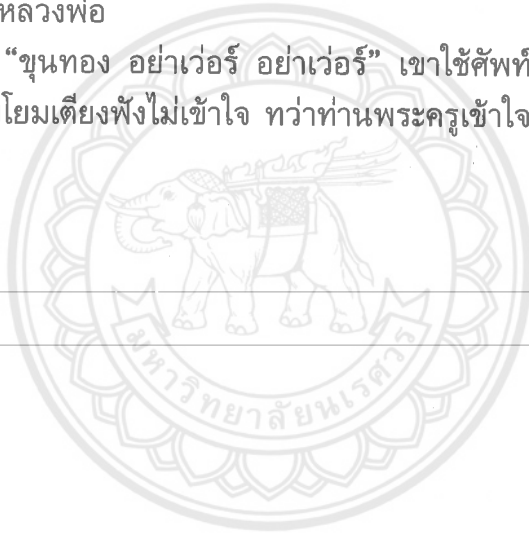 หลวงพ่อ
“ขุนทอง อย่าเว่อร์ อย่าเว่อร์” เขาใช้ศัพท์
โยมเตียงฟังไม่เข้าใจ ทว่าท่านพระครูเข้าใจ
มหาวิทยาลัยนเรศวร